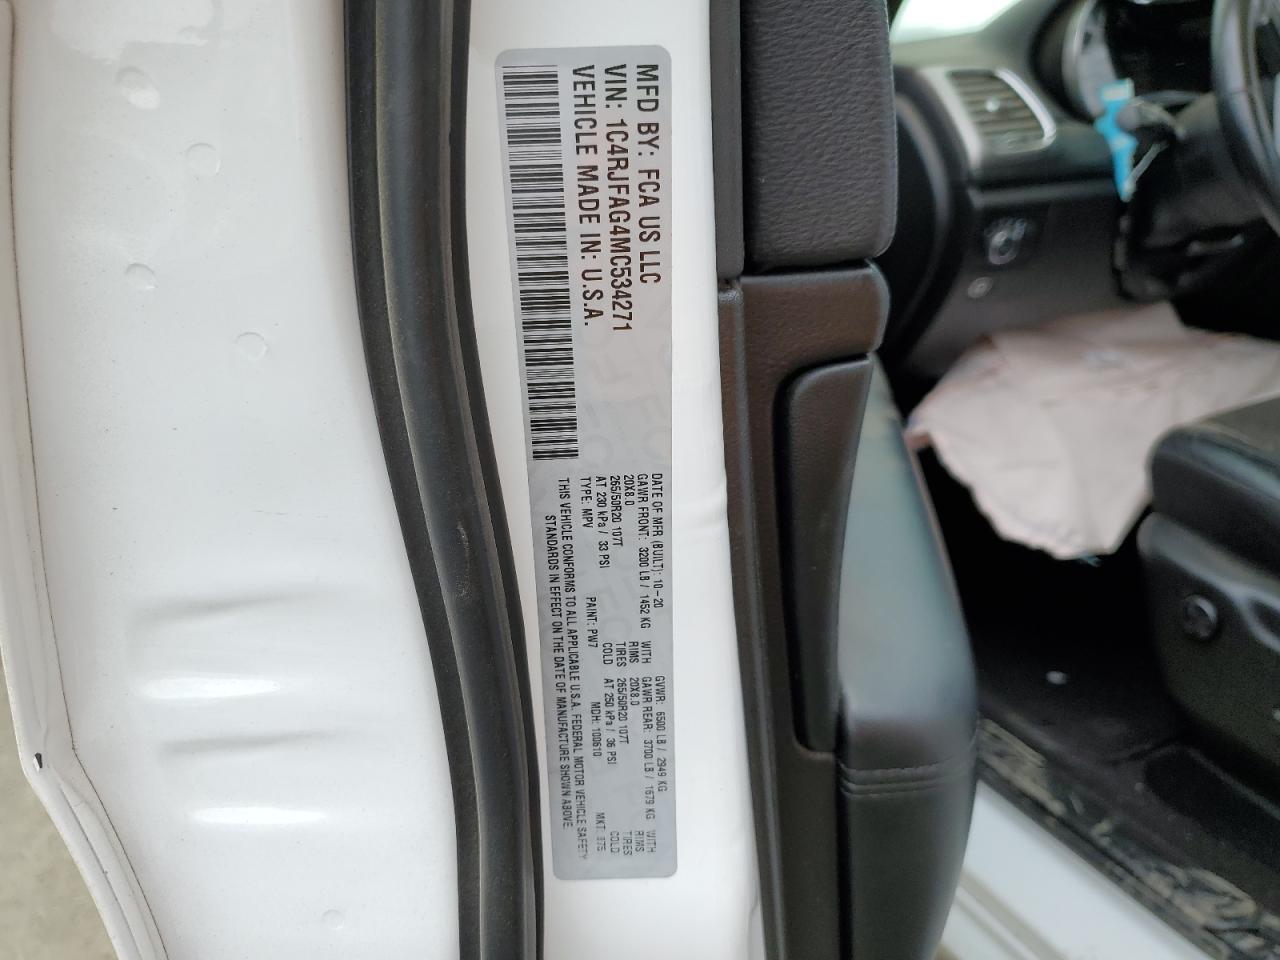 MFD BY: FCA US LLC
VIN: 1C4RJFAG4MC534271
VEHICLE MADE IN: U.S.A.
DATE OF MFR (BUILT): 10-20 GVWR: 6500 LB / 2949 KG
GAWR FRONT: 3200 LB / 1452 KG WITH GAWR REAR: 3700 LB / 1679 KG WITH
20X8.0 RIMS 20X8.0 RIMS
265/50R20 107T TIRES 265/50R20 107T TIRES
AT 230 kPa / 33 PSI COLD AT 250 kPa / 36 PSI COLD
TYPE: MPV PAINT: PW7 MDH: 100610 MKT:
THIS VEHICLE CONFORMS TO ALL APPLICABLE U.S.A. FEDERAL MOTOR VEHICLE SAFETY
STANDARDS IN EFFECT ON THE DATE OF MANUFACTURE SHOWN ABOVE.